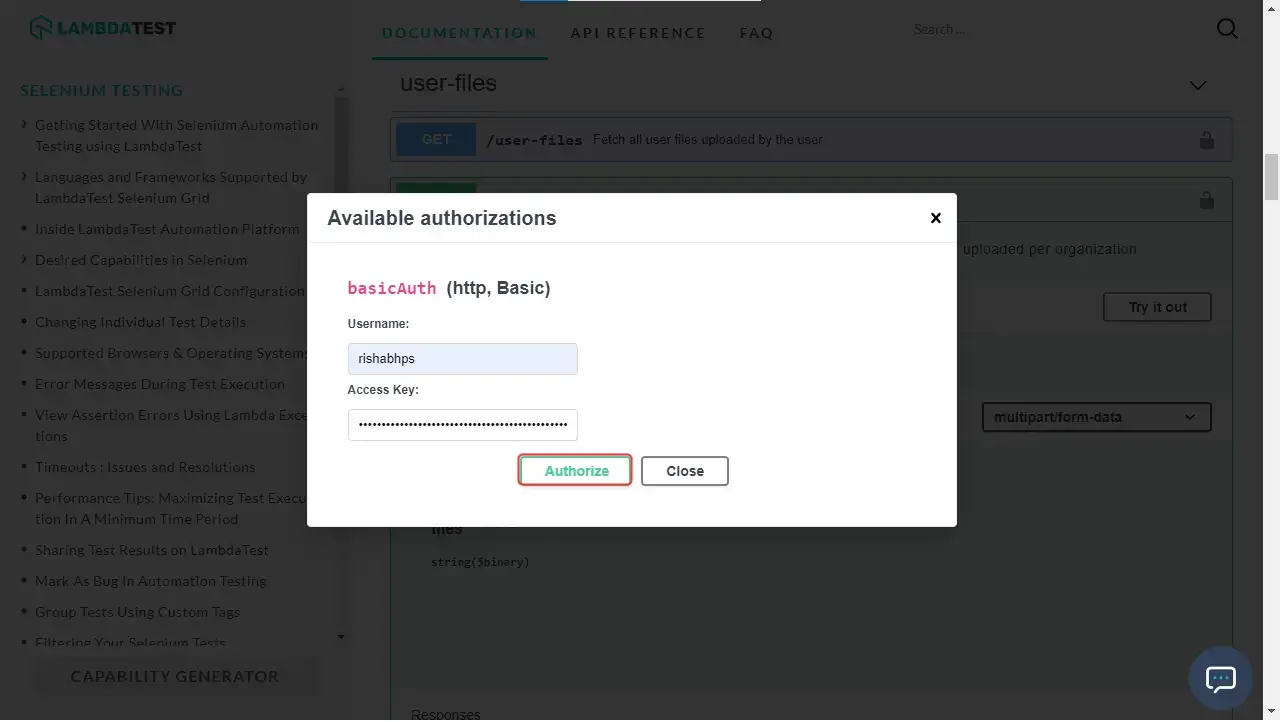 LAMBDATEST
DOCUMENTATION
API REFERENCE
FAQ
Search ...
SELENIUM TESTING
Getting Started With Selenium Automation
Testing using LambdaTest
Languages and Frameworks Supported by
LambdaTest Selenium Grid
Inside LambdaTest Automation Platform
Desired Capabilities in Selenium
LambdaTest Selenium Grid Configuration
Changing Individual Test Details
Supported Browsers & Operating Systems
Error Messages During Test Execution
View Assertion Errors Using Lambda Exce
tions
Timeouts : Issues and Resolutions
Performance Tips: Maximizing Test Execu
tion In A Minimum Time Period
Sharing Test Results on LambdaTest
Mark As Bug In Automation Testing
Group Tests Using Custom Tags
Filtering Your Selenium Tests
CAPABILITY GENERATOR
user-files
GET /user-files Fetch all user files uploaded by the user
uploaded per organization
Try it out
multipart/form-data
Available authorizations
basicAuth (http, Basic)
Username:
rishabhps
Access Key:
Authorize
Close
files
string($binary)
Responses